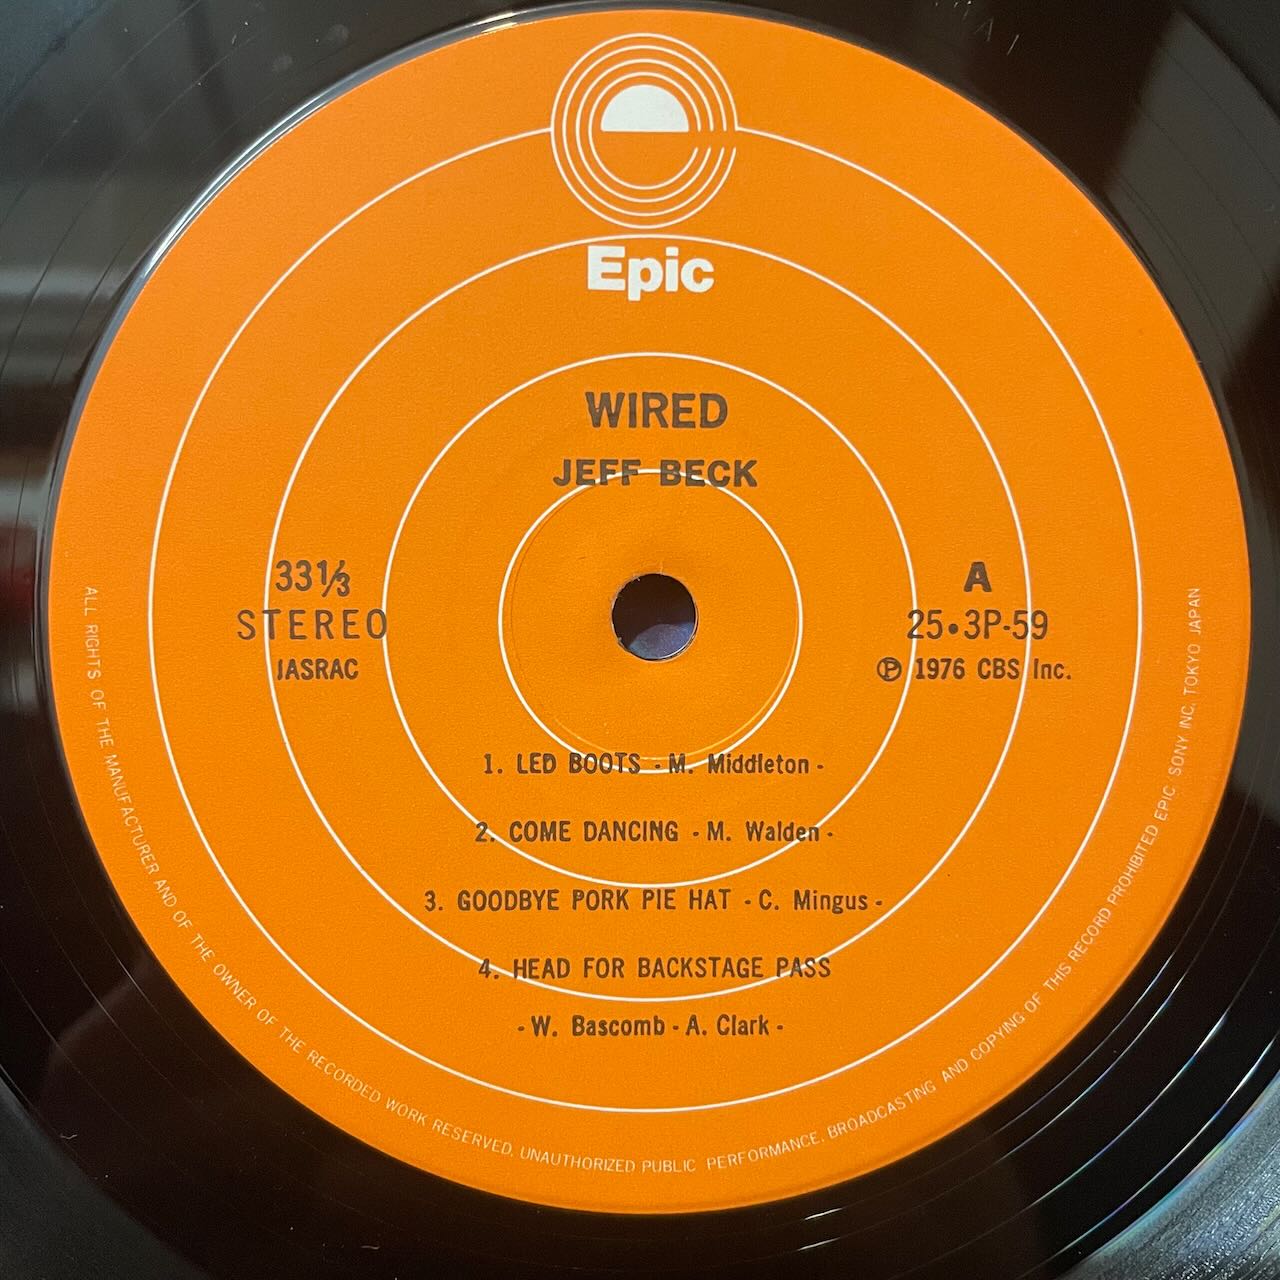 Epic
WIRED
JEFF BECK
33⅓
STEREO
JASRAC
A
25•3P-59
Ⓟ 1976 CBS Inc.
1. LED BOOTS - M. Middleton -
2. COME DANCING - M. Walden -
3. GOODBYE PORK PIE HAT - C. Mingus -
4. HEAD FOR BACKSTAGE PASS
- W. Bascomb - A. Clark -
ALL RIGHTS OF THE MANUFACTURER AND OF THE OWNER OF THE RECORDED WORK RESERVED. UNAUTHORIZED PUBLIC PERFORMANCE. BROADCASTING AND COPYING OF THIS RECORD PROHIBITED EPIC. SONY INC. TOKYO JAPAN